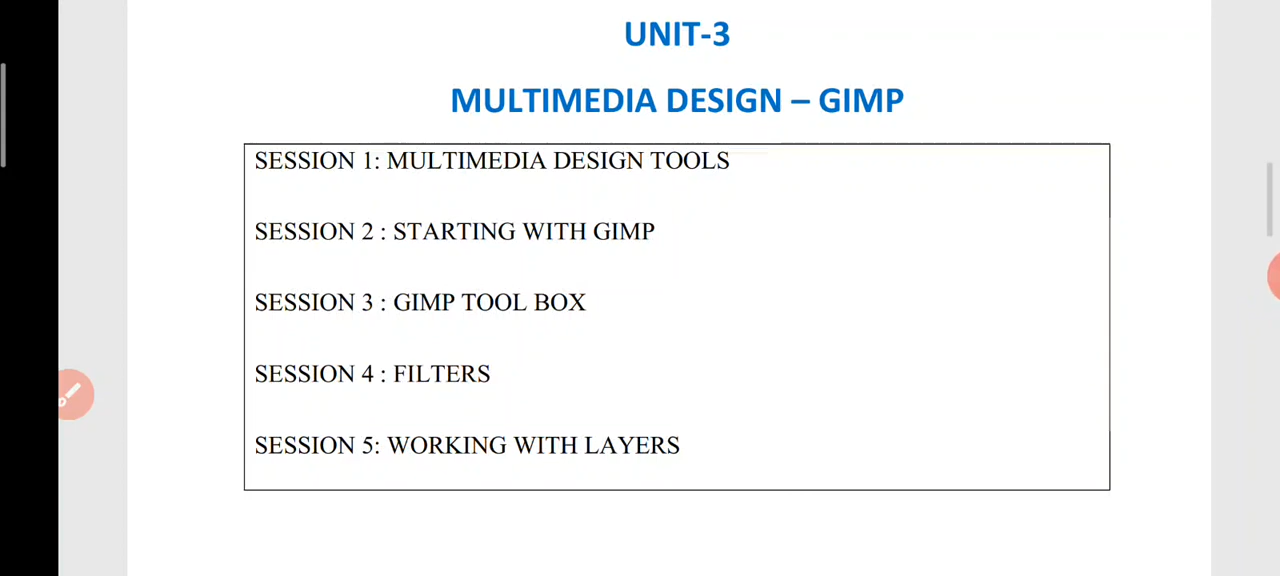 UNIT-3
MULTIMEDIA DESIGN – GIMP
SESSION 1: MULTIMEDIA DESIGN TOOLS
SESSION 2 : STARTING WITH GIMP
SESSION 3 : GIMP TOOL BOX
SESSION 4 : FILTERS
SESSION 5: WORKING WITH LAYERS